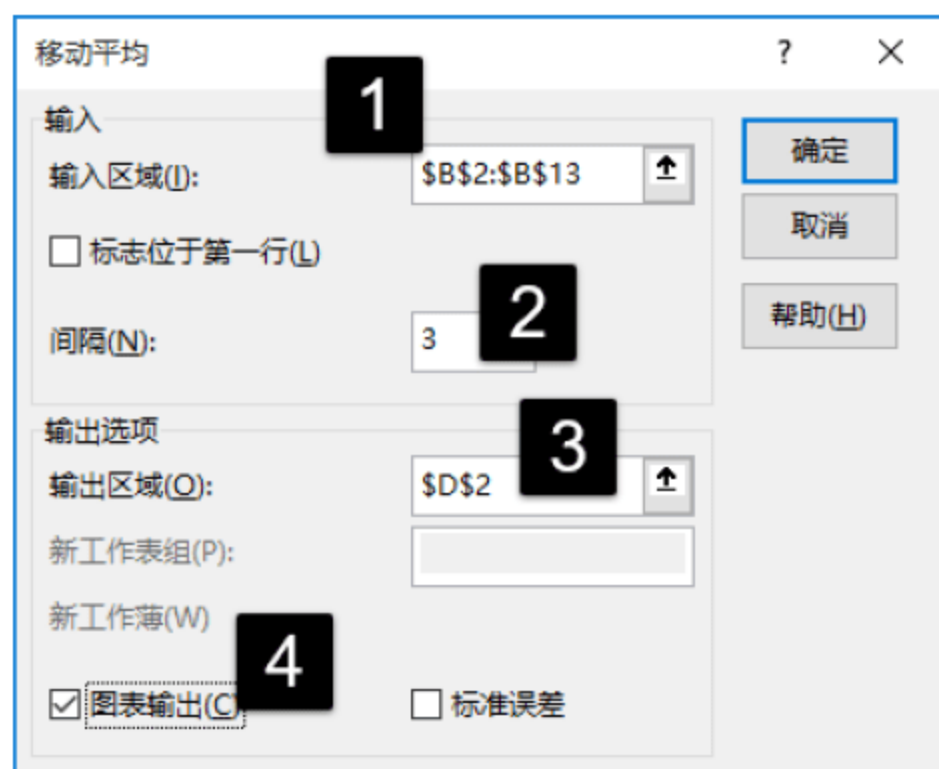 移动平均 ? ×
1
输入
输入区域(I): $B$2:$B$13
确定
标志位于第一行(L)
取消
2
间隔(N): 3
帮助(H)
3
输出选项
输出区域(O): $D$2
新工作表组(P):
新工作薄(W)
4
图表输出(C) 标准误差